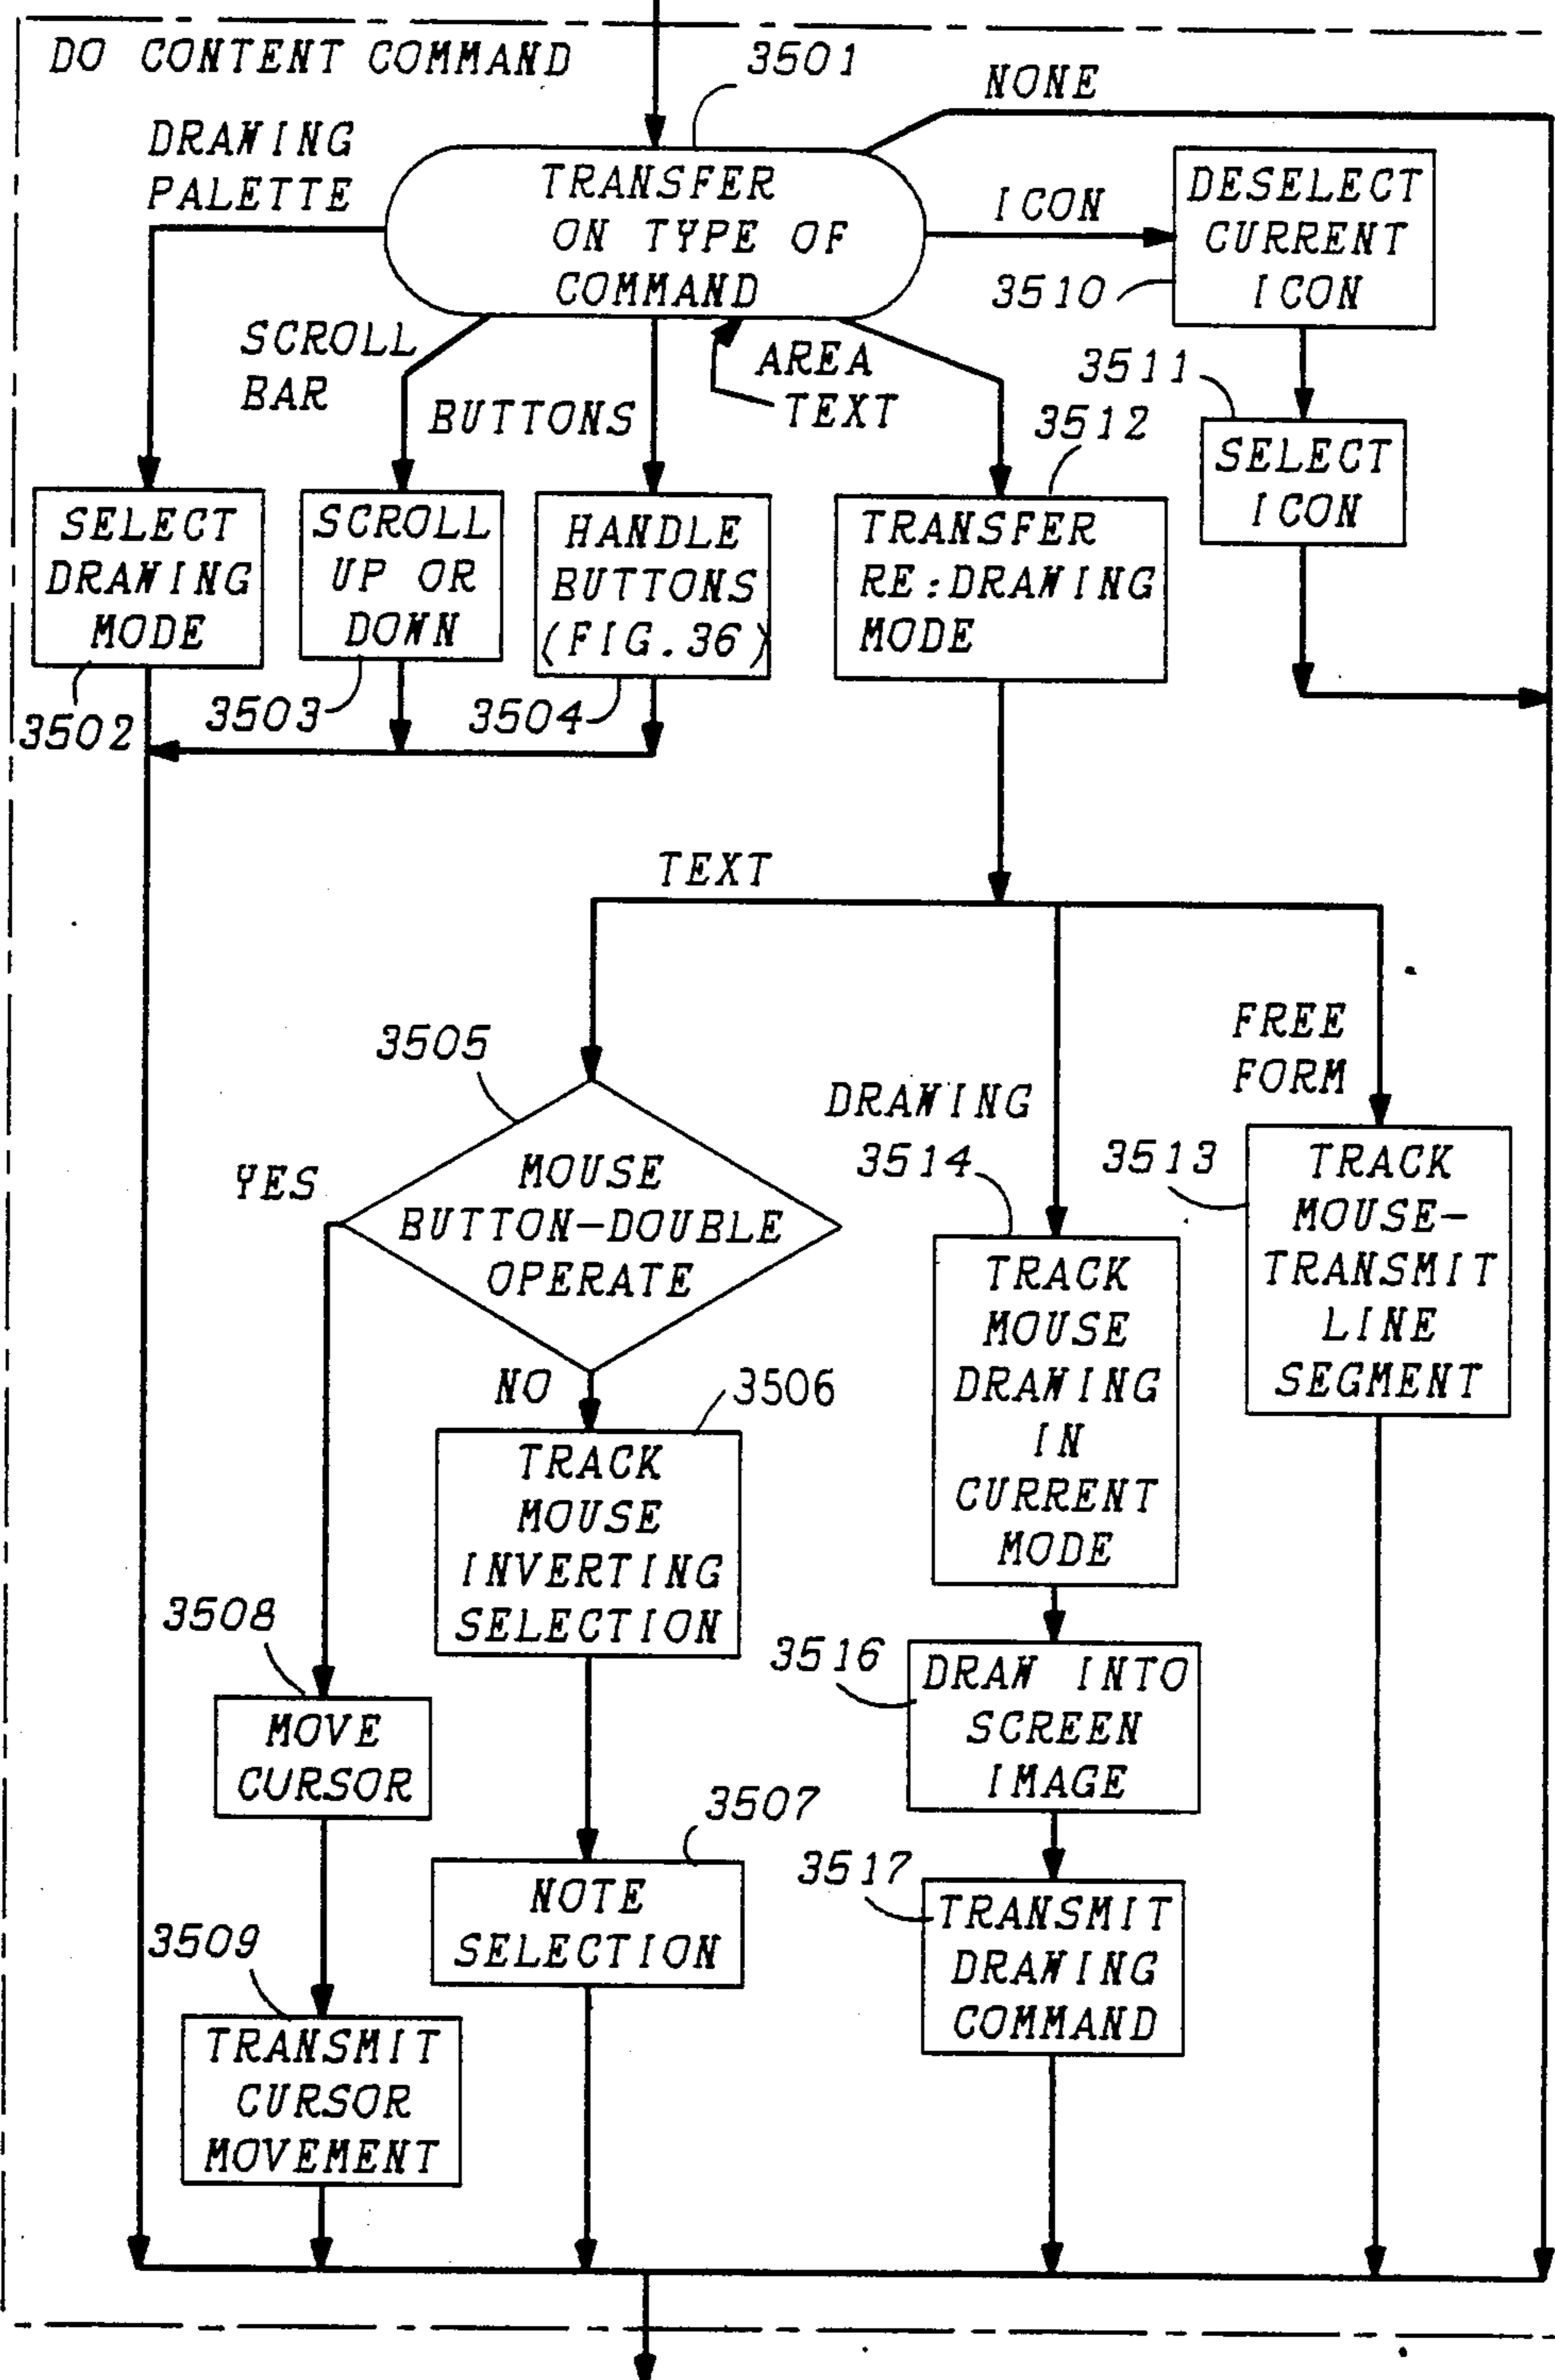 DO CONTENT COMMAND
3501
NONE
DRAWING
PALETTE
TRANSFER
ON TYPE OF
COMMAND
ICON
DESELECT
CURRENT
ICON
3510
SCROLL
BAR
BUTTONS
AREA
TEXT
3511
3512
SELECT
ICON
SELECT
DRAWING
MODE
SCROLL
UP OR
DOWN
HANDLE
BUTTONS
(FIG.36)
TRANSFER
RE:DRAWING
MODE
3502
3503
3504
TEXT
3505
FREE
FORM
DRAWING
3514
3513
YES
MOUSE
BUTTON-DOUBLE
OPERATE
TRACK
MOUSE-
TRANSMIT
LINE
SEGMENT
TRACK
MOUSE
DRAWING
IN
CURRENT
MODE
NO
3506
TRACK
MOUSE
INVERTING
SELECTION
3508
3516
MOVE
CURSOR
DRAW INTO
SCREEN
IMAGE
3507
NOTE
SELECTION
3517
TRANSMIT
DRAWING
COMMAND
3509
TRANSMIT
CURSOR
MOVEMENT